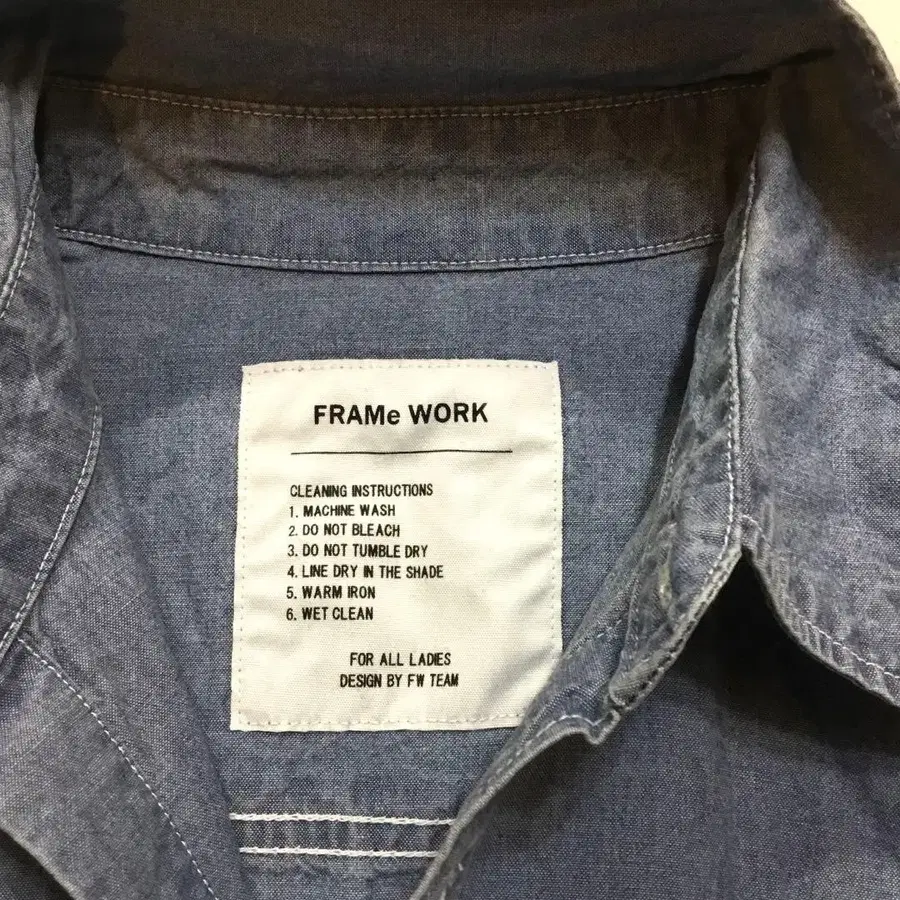 FRAMe WORK
CLEANING INSTRUCTIONS
1. MACHINE WASH
2. DO NOT BLEACH
3. DO NOT TUMBLE DRY
4. LINE DRY IN THE SHADE
5. WARM IRON
6. WET CLEAN
FOR ALL LADIES
DESIGN BY FW TEAM